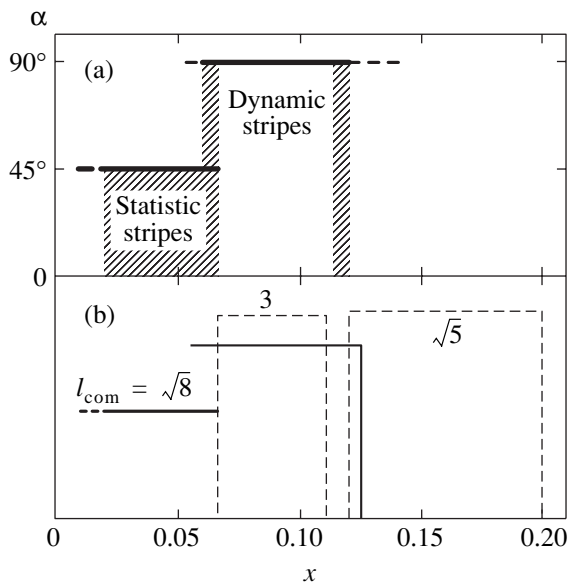 α
90°
(a)
Dynamic
stripes
45°
Statistic
stripes
0
(b)
3
√5
l_com = √8
0
0.05
0.10
0.15
0.20
x